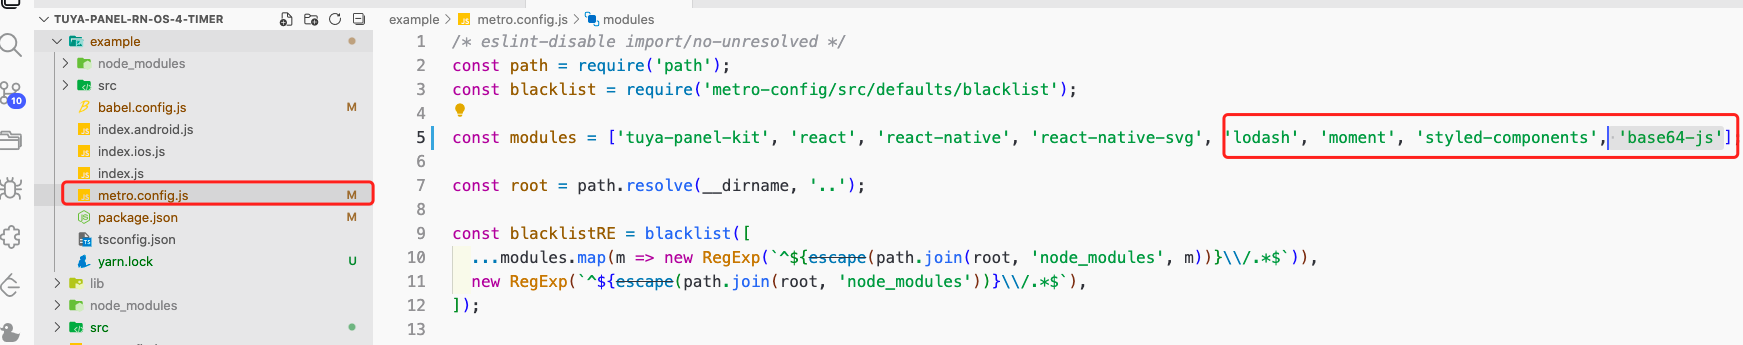 TUYA-PANEL-RN-OS-4-TIMER
example
node_modules
src
babel.config.js M
index.android.js
index.ios.js
index.js
metro.config.js M
package.json M
tsconfig.json
yarn.lock U
lib
node_modules
src
10
example > metro.config.js > modules
1 /* eslint-disable import/no-unresolved */
2 const path = require('path');
3 const blacklist = require('metro-config/src/defaults/blacklist');
4
5 const modules = ['tuya-panel-kit', 'react', 'react-native', 'react-native-svg', 'lodash', 'moment', 'styled-components', 'base64-js']
6
7 const root = path.resolve(__dirname, '..');
8
9 const blacklistRE = blacklist([
10 ...modules.map(m => new RegExp(`^${escape(path.join(root, 'node_modules', m))}\\/.*$`)),
11 new RegExp(`^${escape(path.join(root, 'node_modules'))}\\/.*$`),
12 ]);
13